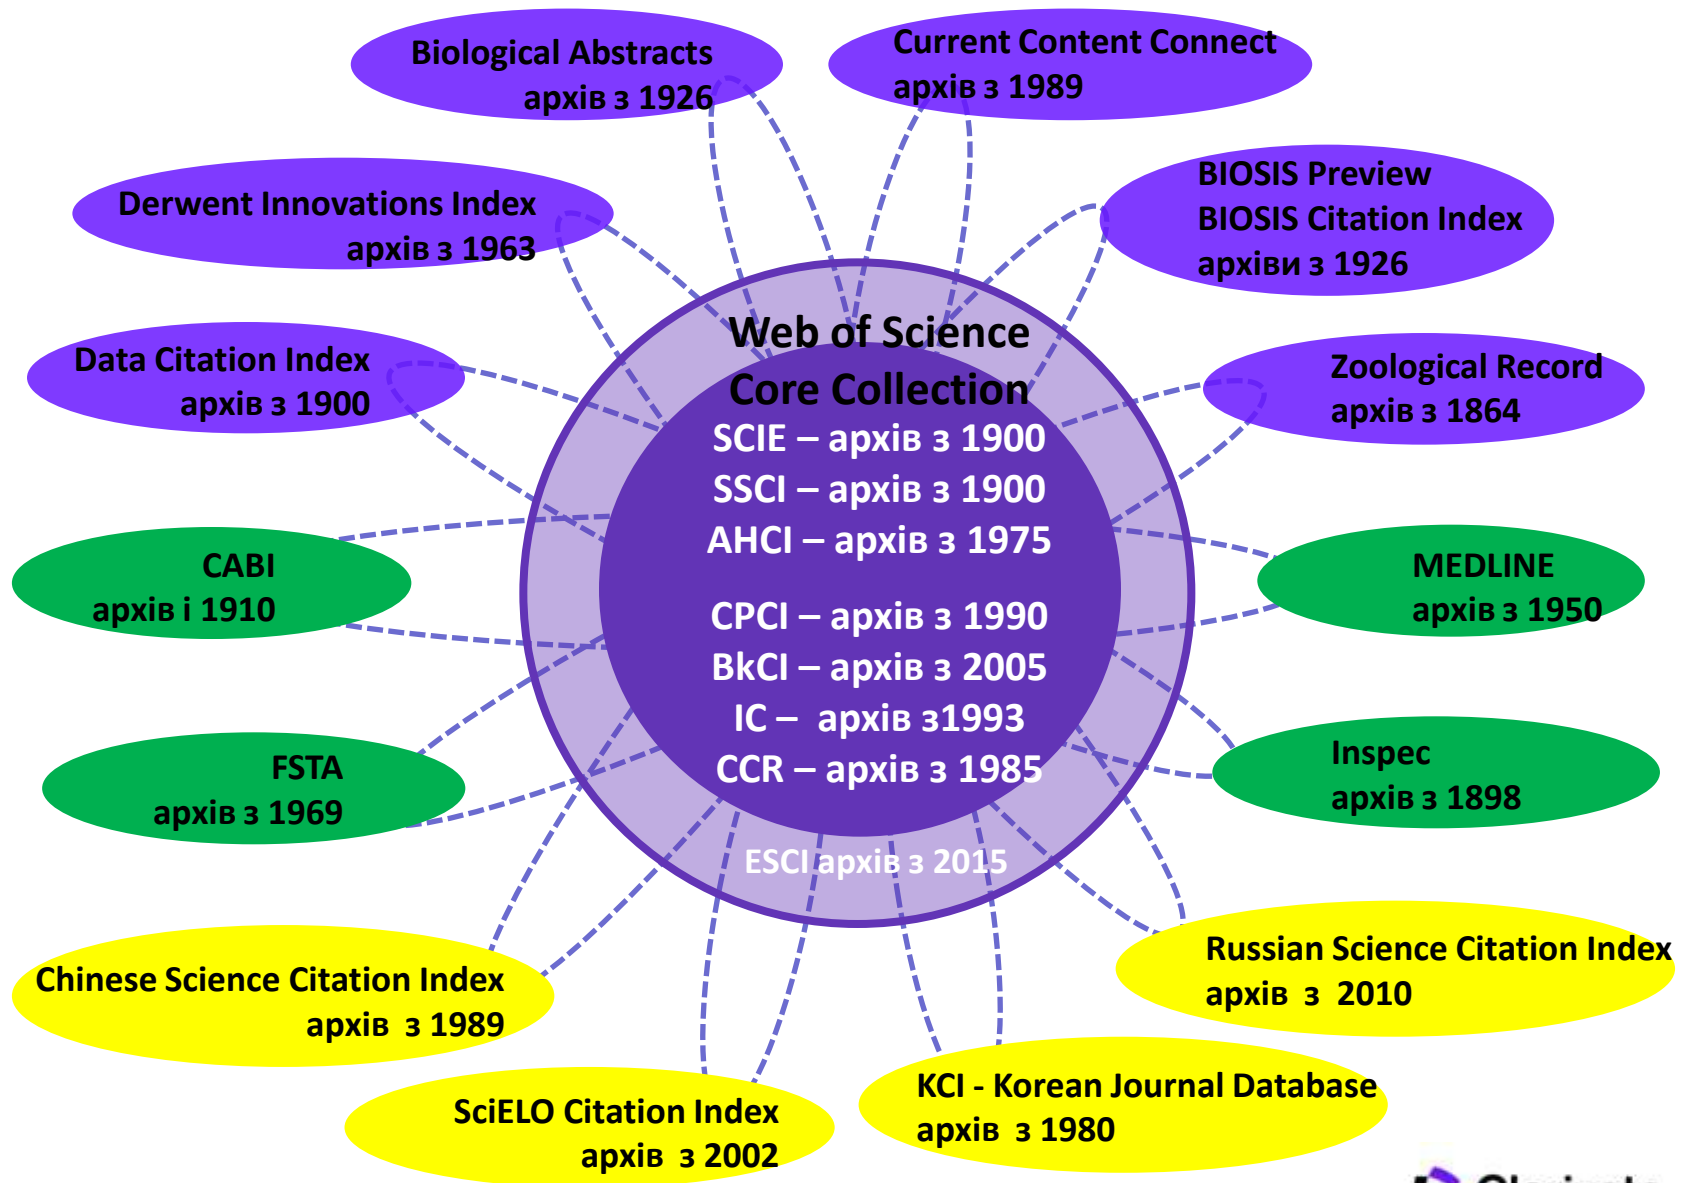 Biological Abstracts
архів з 1926
Current Content Connect
архів з 1989
Derwent Innovations Index
архів з 1963
BIOSIS Preview
BIOSIS Citation Index
архіви з 1926
Data Citation Index
архів з 1900
Zoological Record
архів з 1864
Web of Science
Core Collection
SCIE – архів з 1900
SSCI – архів з 1900
AHCI – архів з 1975
CPCI – архів з 1990
BkCI – архів з 2005
IC – архів з1993
CCR – архів з 1985
ESCI архів з 2015
CABI
архів і 1910
MEDLINE
архів з 1950
FSTA
архів з 1969
Inspec
архів з 1898
Chinese Science Citation Index
архів з 1989
Russian Science Citation Index
архів з 2010
SciELO Citation Index
архів з 2002
KCI - Korean Journal Database
архів з 1980